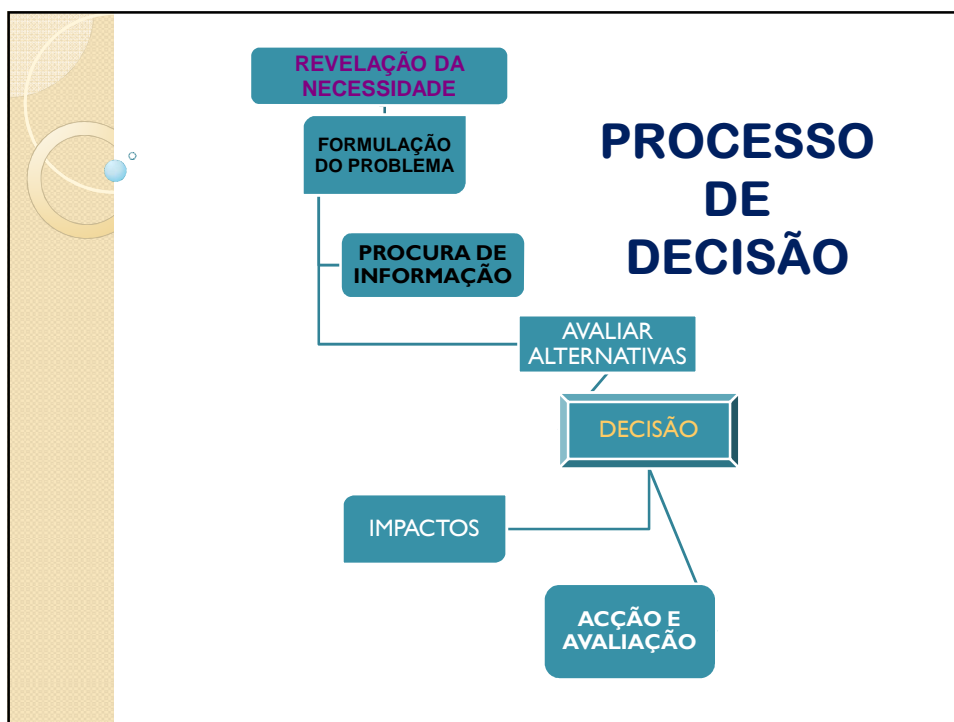 REVELAÇÃO DA
NECESSIDADE
FORMULAÇÃO
DO PROBLEMA
PROCESSO
DE
DECISÃO
PROCURA DE
INFORMAÇÃO
AVALIAR
ALTERNATIVAS
DECISÃO
IMPACTOS
ACÇÃO E
AVALIAÇÃO